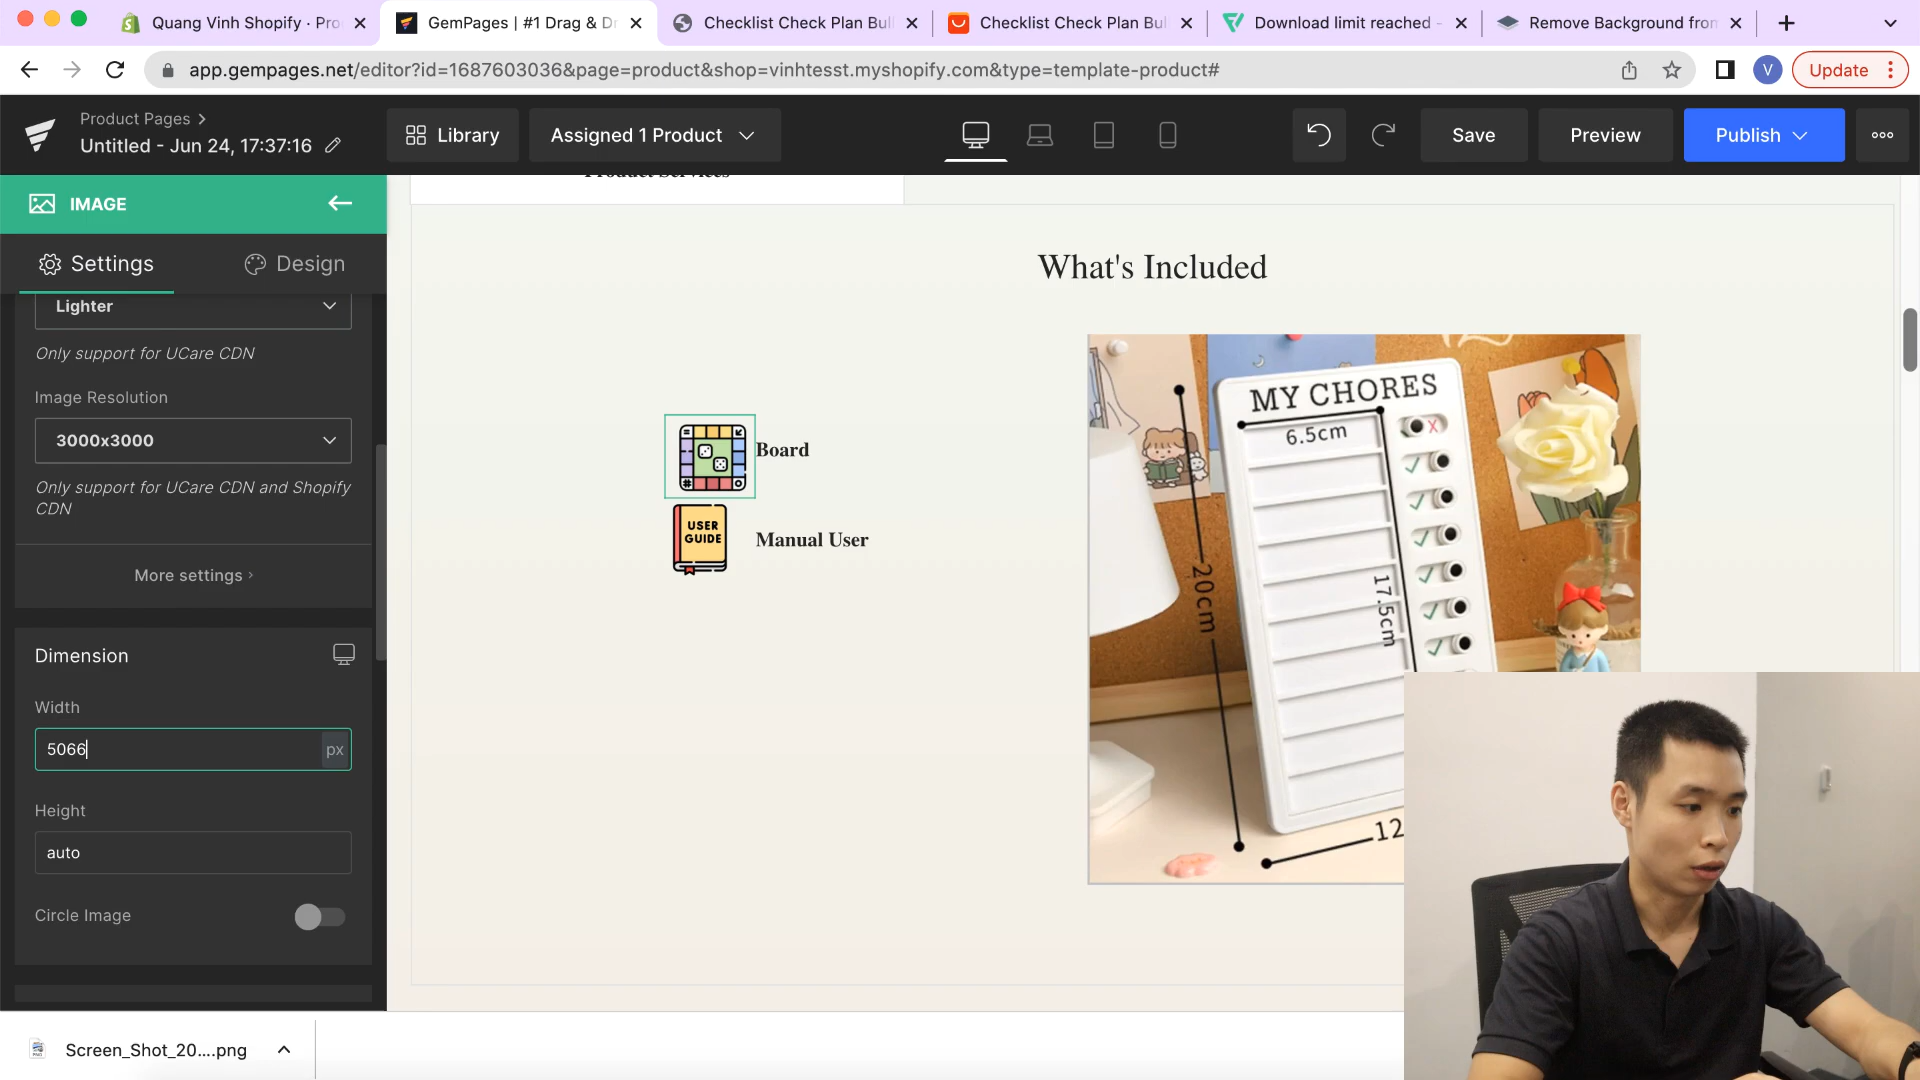 Quang Vinh Shopify · Pro
GemPages | #1 Drag & Dr
Checklist Check Plan Bull
Checklist Check Plan Bul
Download limit reached -
Remove Background from
app.gempages.net/editor?id=1687603036&page=product&shop=vinhtesst.myshopify.com&type=template-product#
V
Update
Product Pages
Untitled - Jun 24, 17:37:16
Library
Assigned 1 Product
Save
Preview
Publish
IMAGE
Settings
Design
Lighter
Only support for UCare CDN
Image Resolution
3000x3000
Only support for UCare CDN and Shopify
CDN
More settings
Dimension
Width
5066
px
Height
auto
Circle Image
Product Services
What's Included
Board
USER
GUIDE
Manual User
MY CHORES
6.5cm
20cm
17.5cm
12
Screen_Shot_20....png